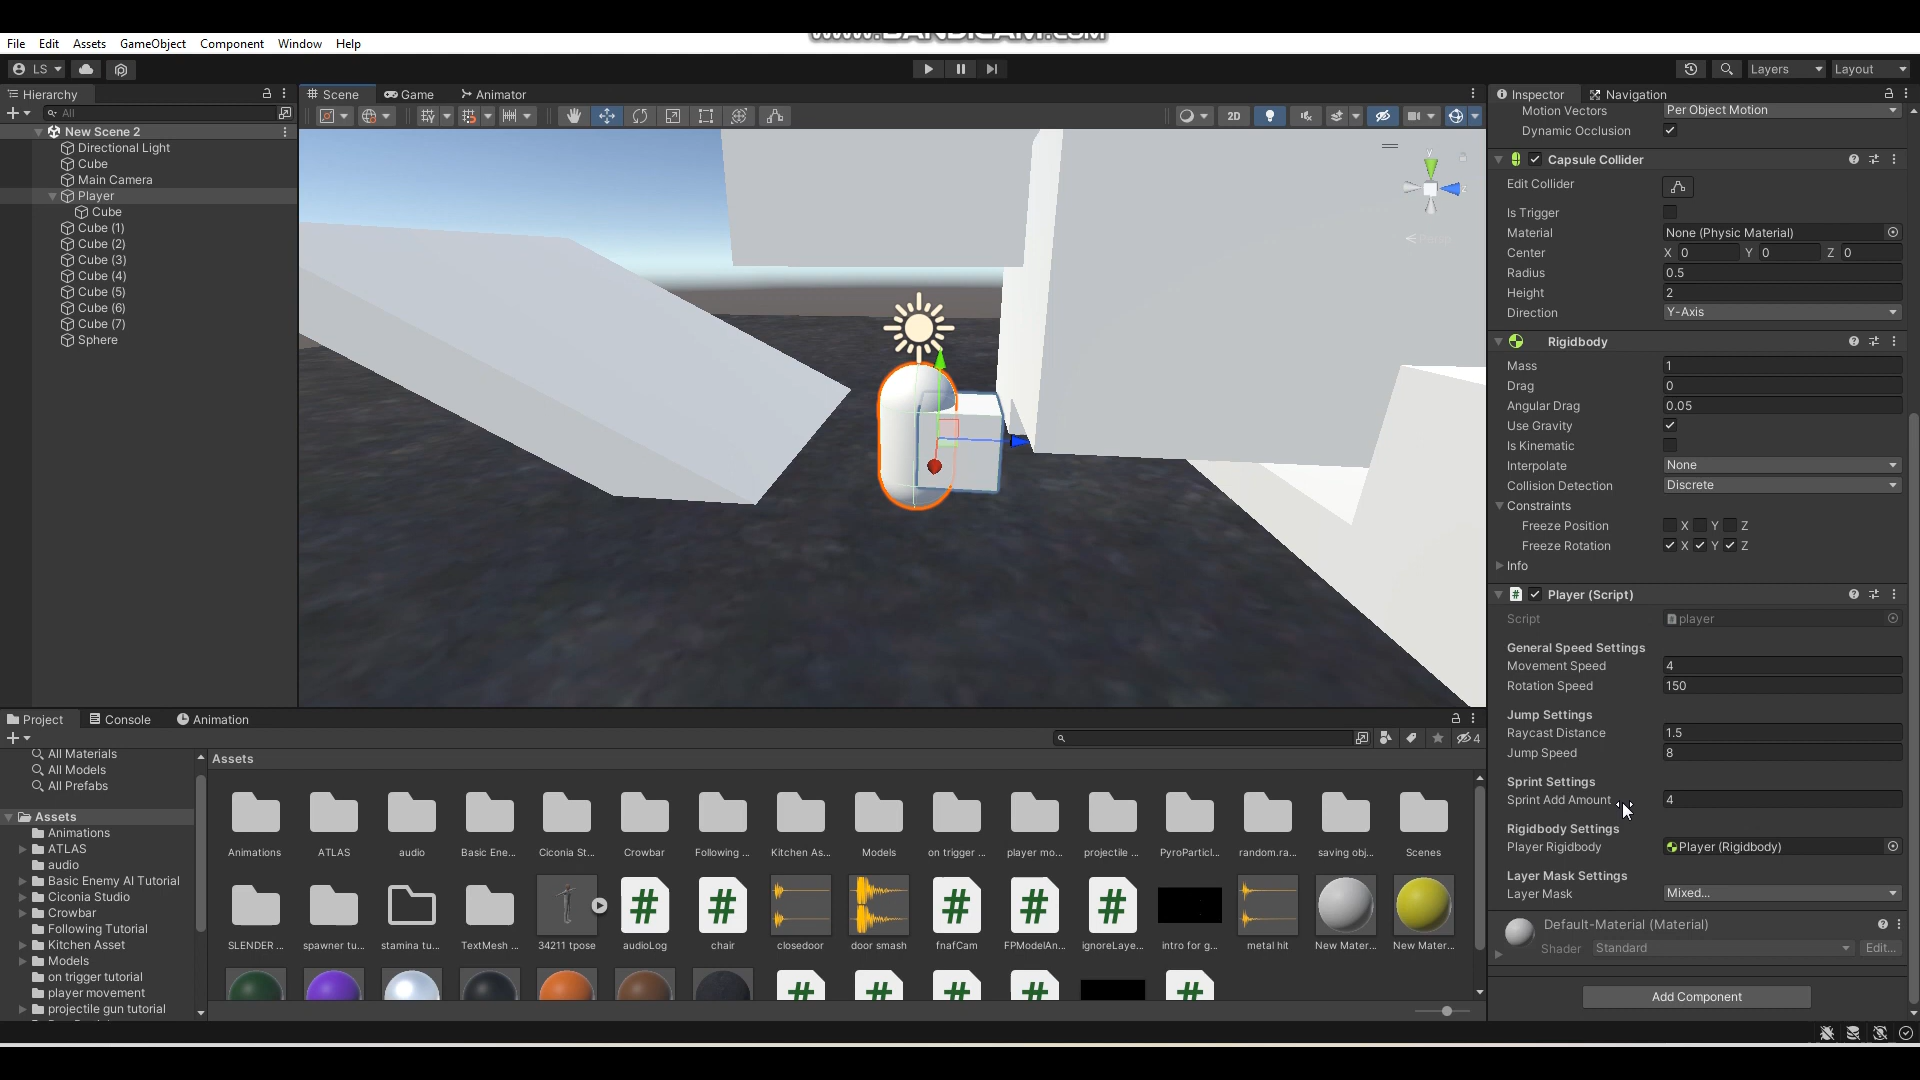 www.BANDICAM.com
File Edit Assets GameObject Component Window Help
LS Layers Layout
Hierarchy
All
New Scene 2
Directional Light
Cube
Main Camera
Player
Cube
Cube (1)
Cube (2)
Cube (3)
Cube (4)
Cube (5)
Cube (6)
Cube (7)
Sphere
Scene Game Animator
2D
y
Persp
Inspector Navigation
Motion Vectors Per Object Motion
Dynamic Occlusion
Capsule Collider
Edit Collider
Is Trigger
Material None (Physic Material)
Center X 0 Y 0 Z 0
Radius 0.5
Height 2
Direction Y-Axis
Rigidbody
Mass 1
Drag 0
Angular Drag 0.05
Use Gravity
Is Kinematic
Interpolate None
Collision Detection Discrete
Constraints
Freeze Position X Y Z
Freeze Rotation X Y Z
Info
# Player (Script)
Script player
General Speed Settings
Movement Speed 4
Rotation Speed 150
Jump Settings
Raycast Distance 1.5
Jump Speed 8
Sprint Settings
Sprint Add Amount 4
Rigidbody Settings
Player Rigidbody Player (Rigidbody)
Layer Mask Settings
Layer Mask Mixed...
Default-Material (Material)
Shader Standard Edit...
Add Component
Project Console Animation
4
All Materials
All Models
All Prefabs
Assets
Animations
ATLAS
audio
Basic Enemy AI Tutorial
Ciconia Studio
Crowbar
Following Tutorial
Kitchen Asset
Models
on trigger tutorial
player movement
projectile gun tutorial
Assets
Animations ATLAS audio Basic Ene... Ciconia St... Crowbar Following ... Kitchen As... Models on trigger ... player mo... projectile ... PyroParticl... random.ra... saving obj... Scenes
SLENDER ... spawner tu... stamina tu... TextMesh ... 34211 tpose audioLog chair closedoor door smash fnafCam FPModelAn... ignoreLaye... intro for g... metal hit New Mater... New Mater...